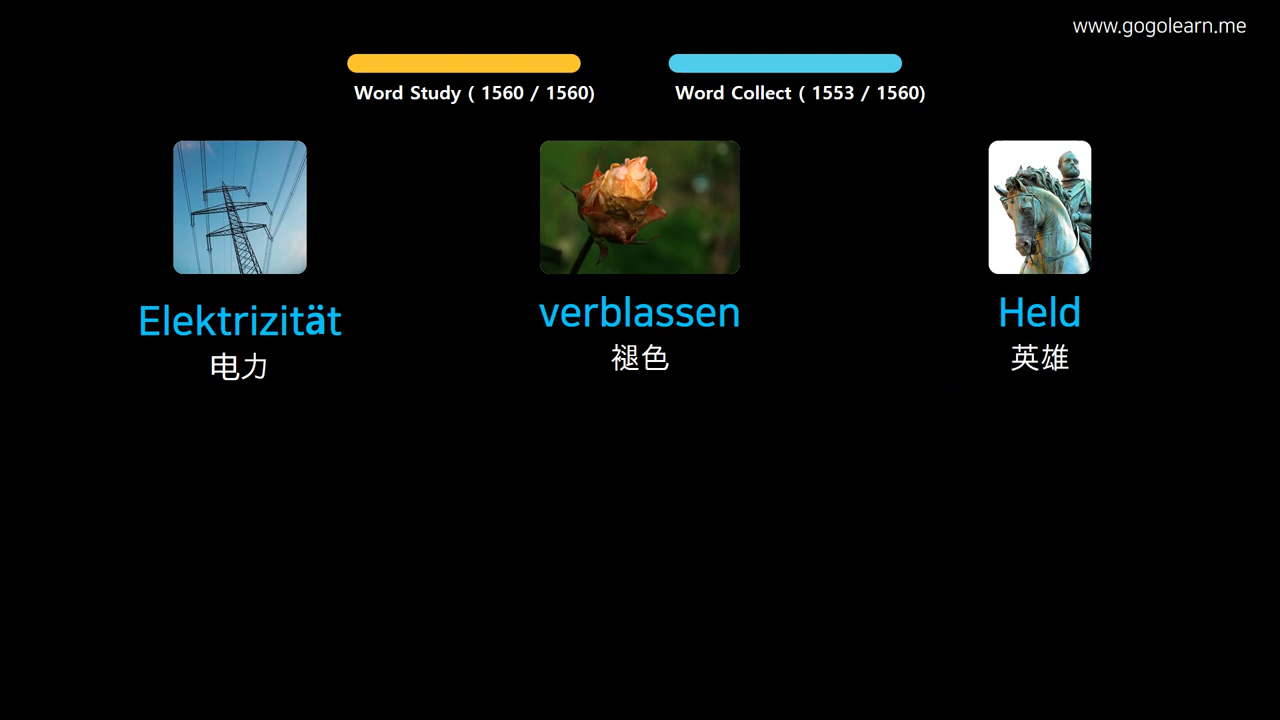 www.gogolearn.me
Word Study ( 1560 / 1560)
Word Collect ( 1553 / 1560)
Elektrizität
电力
verblassen
褪色
Held
英雄